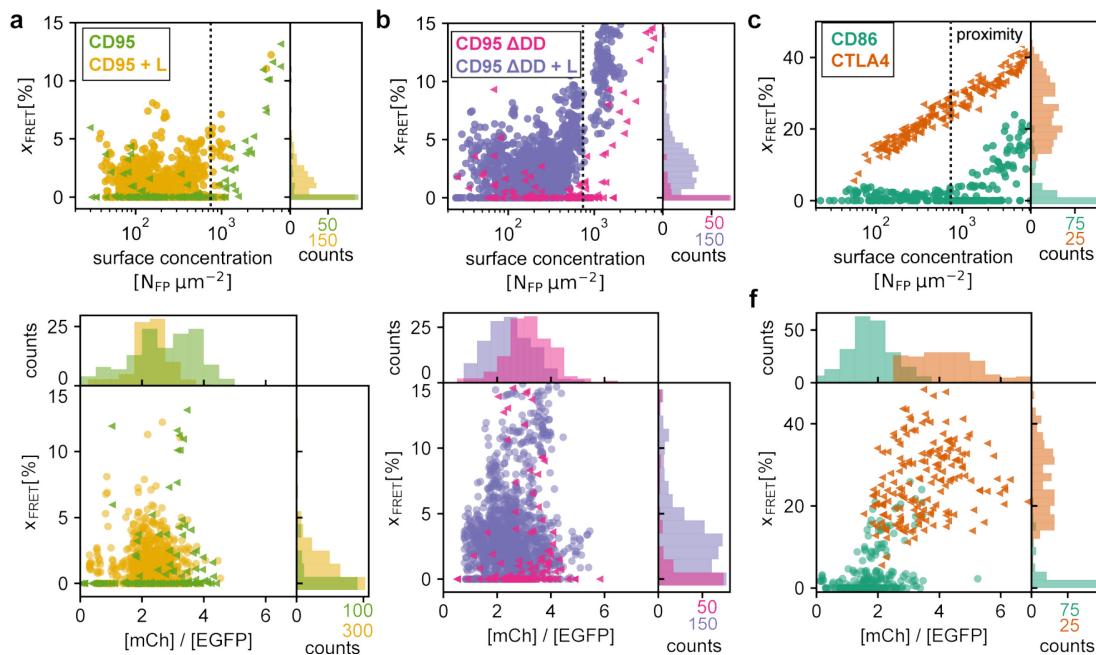 a
CD95
CD95 + L
15
10
5
0
xFRET[%]
10²
10³
surface concentration
[NFP μm⁻²]
0
50
150
counts
b
CD95 ΔDD
CD95 ΔDD + L
15
10
5
0
xFRET[%]
10²
10³
surface concentration
[NFP μm⁻²]
0
50
150
counts
c
CD86
CTLA4
proximity
40
20
0
xFRET[%]
10²
10³
surface concentration
[NFP μm⁻²]
0
75
25
counts
25
0
counts
15
10
5
0
xFRET[%]
0
2
4
6
[mCh] / [EGFP]
100
300
counts
25
0
counts
15
10
5
0
xFRET[%]
0
2
4
6
[mCh] / [EGFP]
50
150
counts
f
50
0
counts
40
20
0
xFRET[%]
0
2
4
6
[mCh] / [EGFP]
75
25
counts